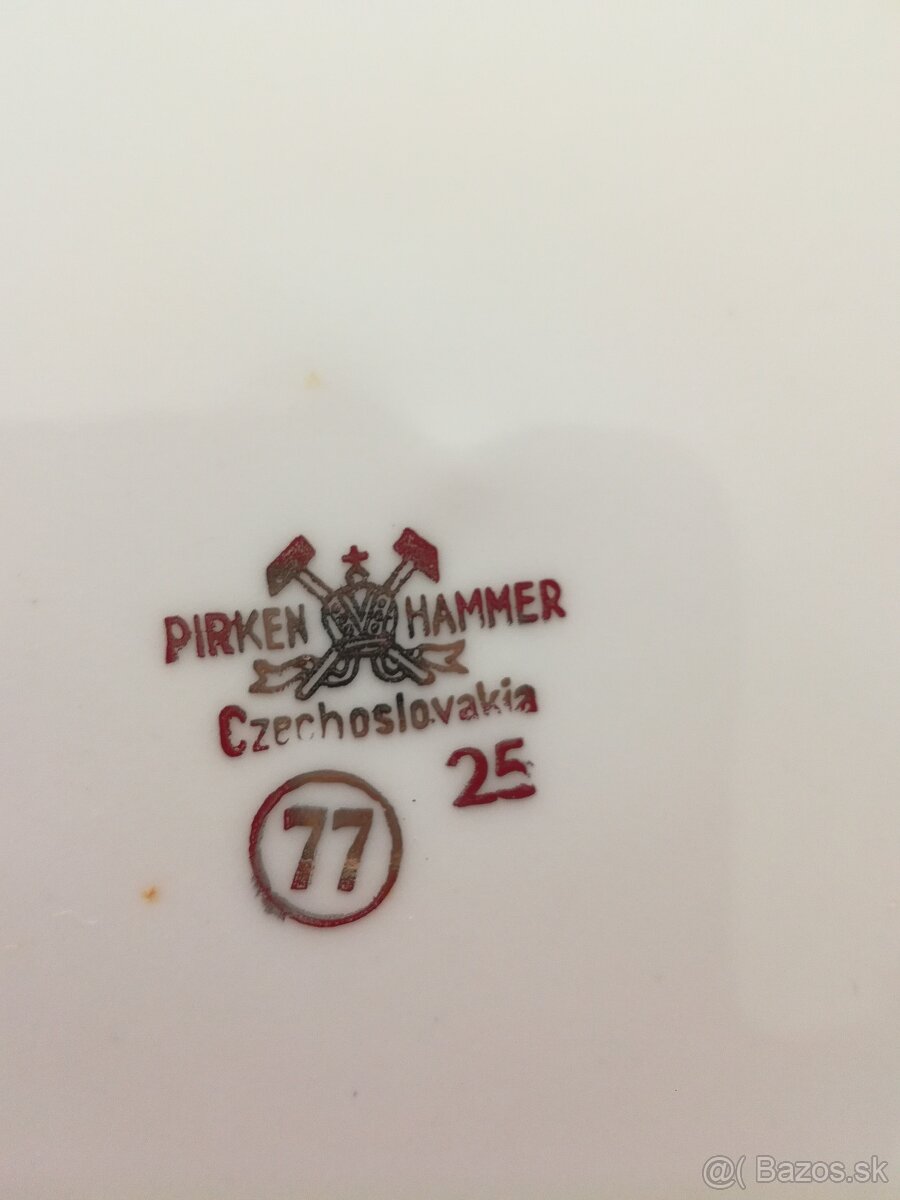 PIRKEN HAMMER
Czechoslovakia
25
77
@( Bazos.sk